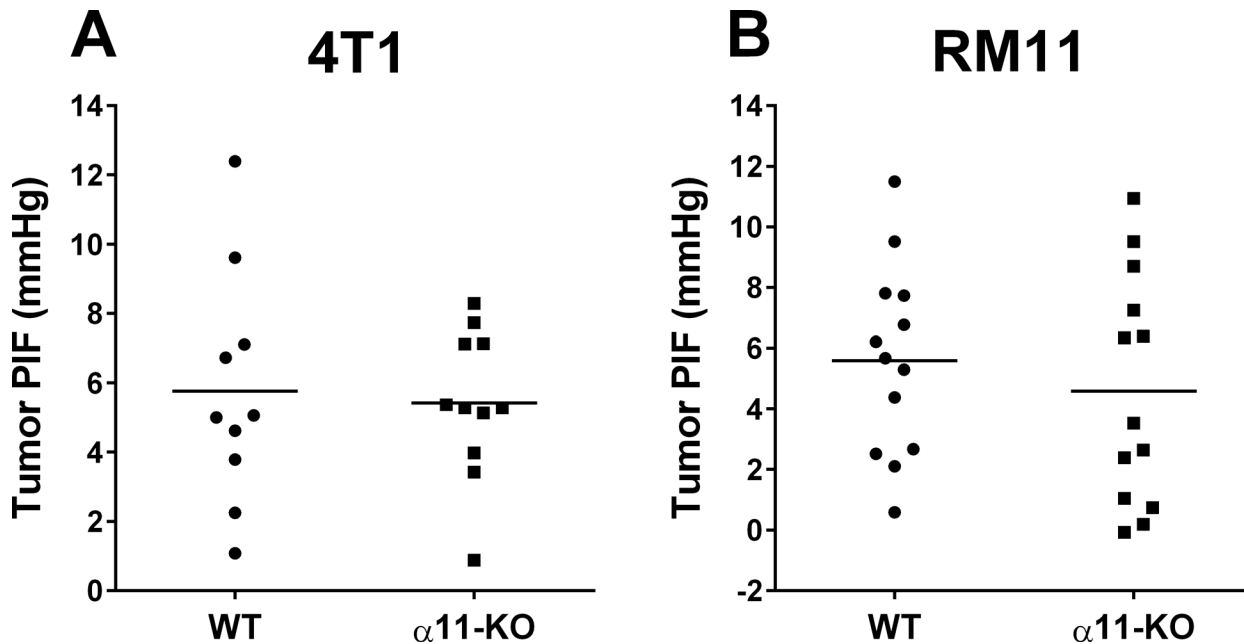 A
4T1
Tumor PIF (mmHg)
14
12
10
8
6
4
2
0
WT
α11-KO
B
RM11
Tumor PIF (mmHg)
14
12
10
8
6
4
2
0
-2
WT
α11-KO